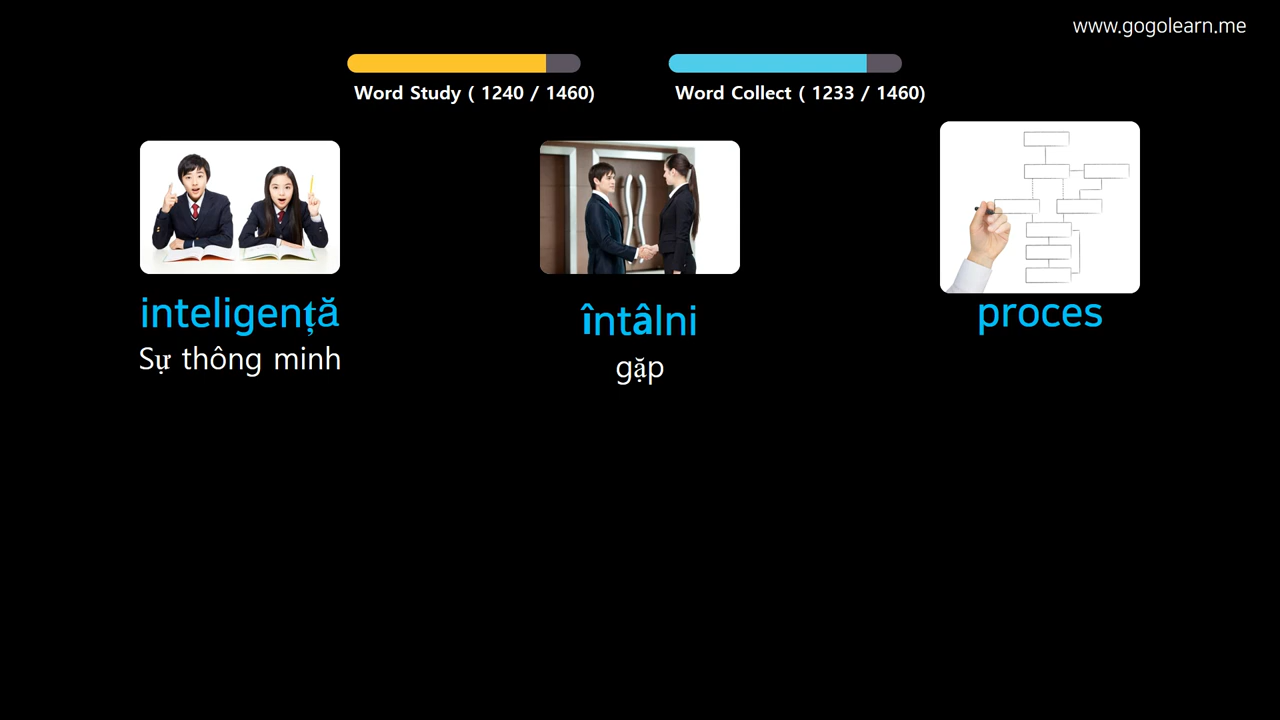 www.gogolearn.me
Word Study ( 1240 / 1460)
Word Collect ( 1233 / 1460)
inteligență
Sự thông minh
întâlni
gặp
proces